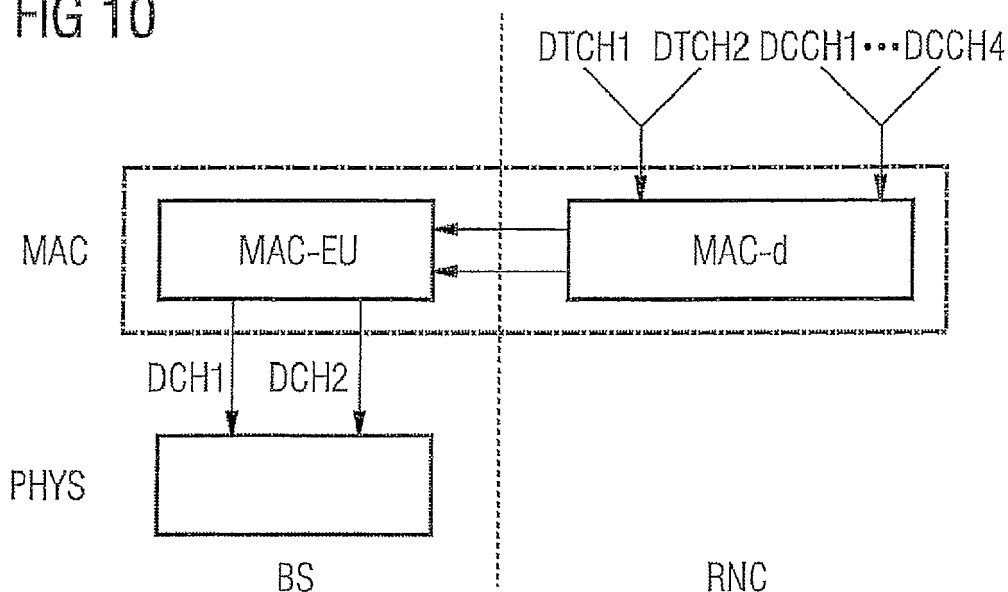 FIG 10
DTCH1 DTCH2 DCCH1···DCCH4
MAC
MAC-EU
MAC-d
DCH1 DCH2
PHYS
BS
RNC